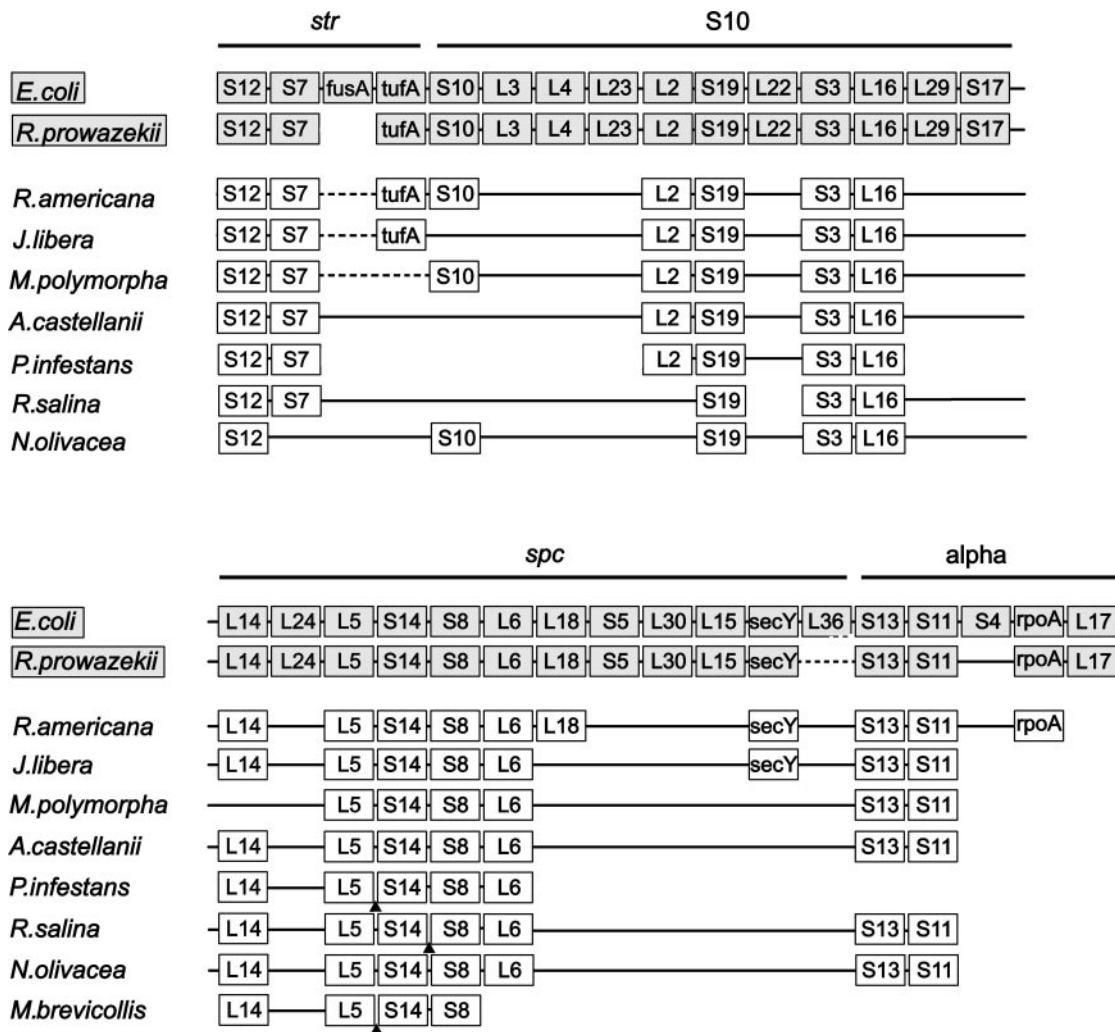 str S10
E.coli S12 S7 fusA tufA S10 L3 L4 L23 L2 S19 L22 S3 L16 L29 S17
R.prowazekii S12 S7 tufA S10 L3 L4 L23 L2 S19 L22 S3 L16 L29 S17
R.americana S12 S7 tufA S10 L2 S19 S3 L16
J.libera S12 S7 tufA L2 S19 S3 L16
M.polymorpha S12 S7 S10 L2 S19 S3 L16
A.castellanii S12 S7 L2 S19 S3 L16
P.infestans S12 S7 L2 S19 S3 L16
R.salina S12 S7 S19 S3 L16
N.olivacea S12 S10 S19 S3 L16
spc alpha
E.coli L14 L24 L5 S14 S8 L6 L18 S5 L30 L15 secY L36 S13 S11 S4 rpoA L17
R.prowazekii L14 L24 L5 S14 S8 L6 L18 S5 L30 L15 secY S13 S11 rpoA L17
R.americana L14 L5 S14 S8 L6 L18 secY S13 S11 rpoA
J.libera L14 L5 S14 S8 L6 secY S13 S11
M.polymorpha L5 S14 S8 L6 S13 S11
A.castellanii L14 L5 S14 S8 L6 S13 S11
P.infestans L14 L5 S14 S8 L6
R.salina L14 L5 S14 S8 L6 S13 S11
N.olivacea L14 L5 S14 S8 L6 S13 S11
M.brevicollis L14 L5 S14 S8